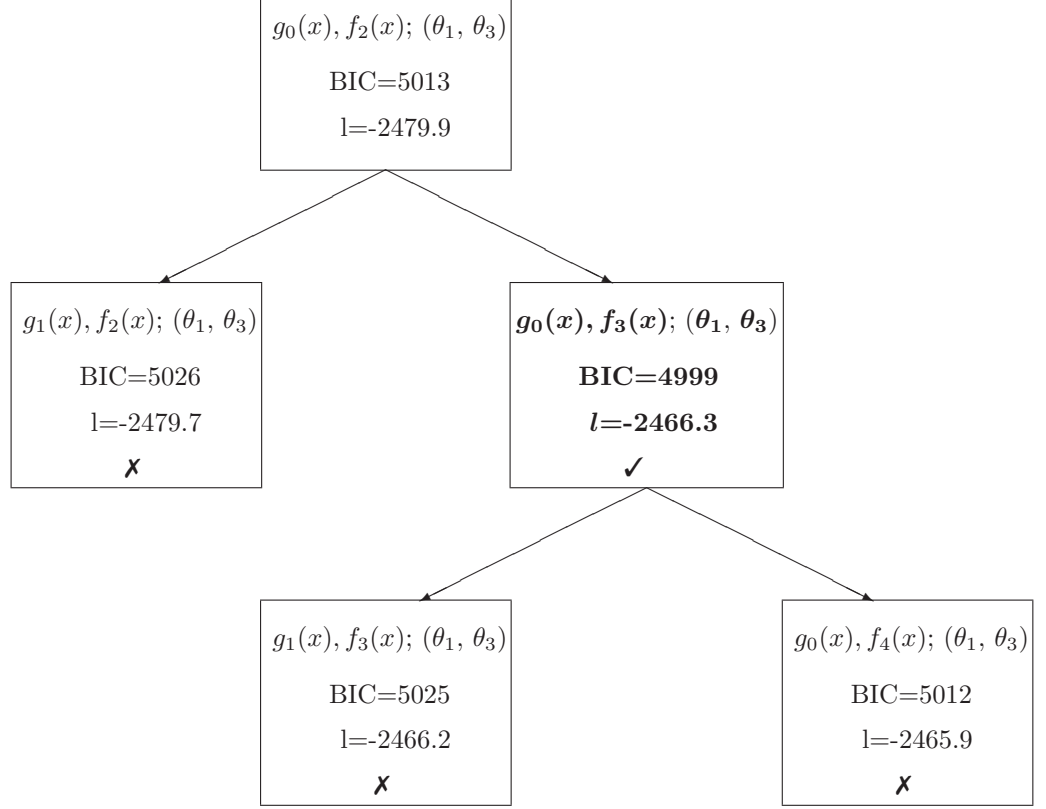 g₀(x), f₂(x); (θ₁, θ₃)
BIC=5013
l=-2479.9
g₁(x), f₂(x); (θ₁, θ₃)
BIC=5026
l=-2479.7
✗
g₀(x), f₃(x); (θ₁, θ₃)
BIC=4999
l=-2466.3
✓
g₁(x), f₃(x); (θ₁, θ₃)
BIC=5025
l=-2466.2
✗
g₀(x), f₄(x); (θ₁, θ₃)
BIC=5012
l=-2465.9
✗